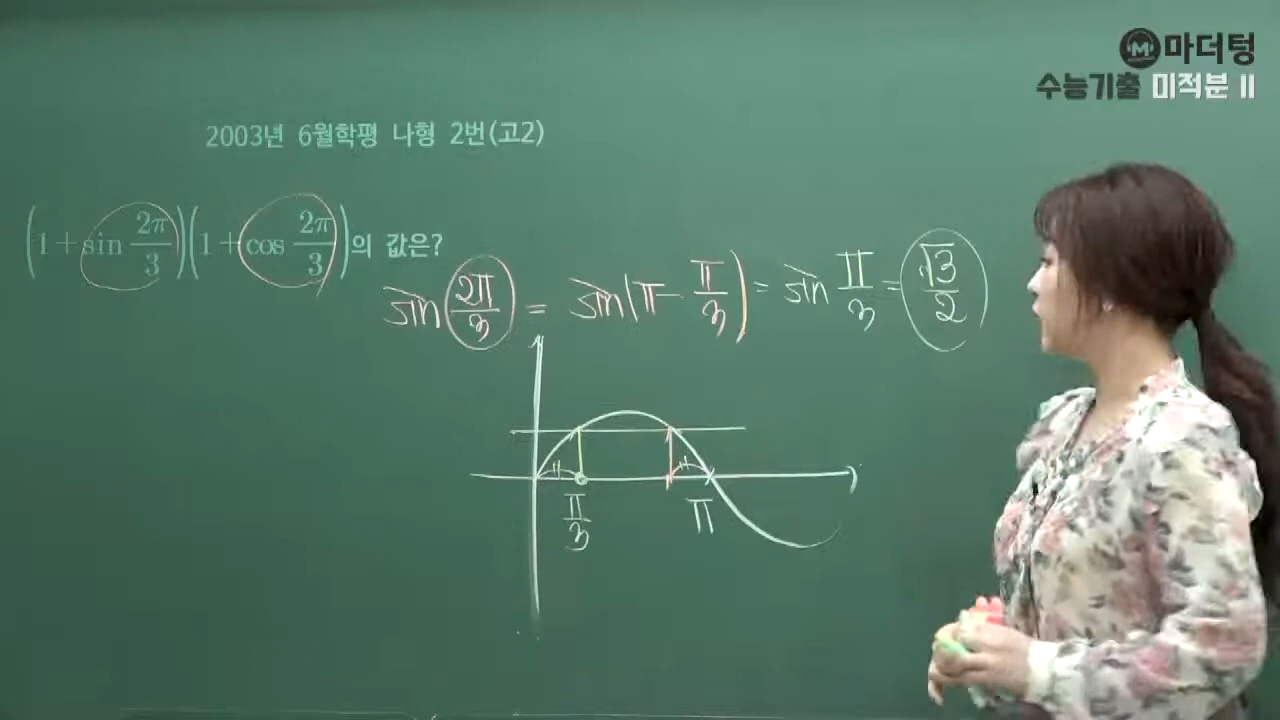 마더텅
수능기출 미적분 II
2003년 6월학평 나형 2번(고2)
(1+sin 2π/3)(1+cos 2π/3)의 값은?
sin 2π/3 = sin(π - π/3) = sin π/3 = √3/2
π/3 π